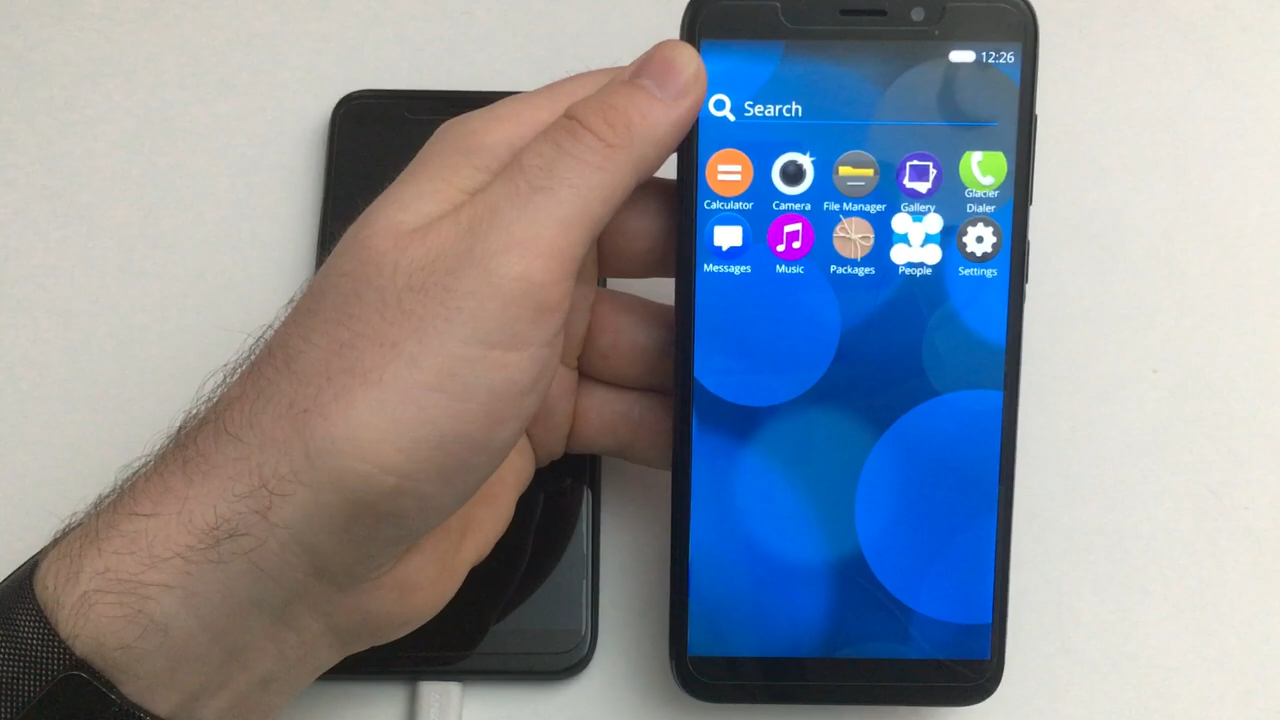 12:26
Search
Calculator
Camera
File Manager
Gallery
Glacier
Dialer
Messages
Music
Packages
People
Settings